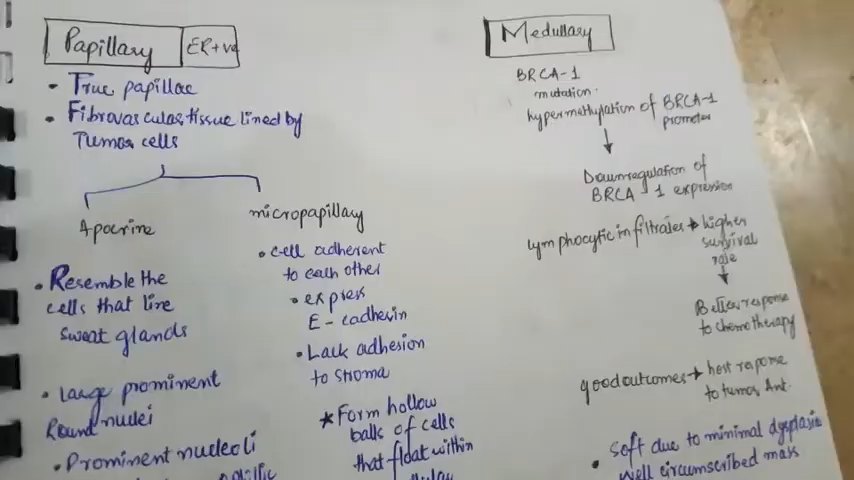 Papillary ER+ve
• True papillae
• Fibrovascular tissue lined by
Tumor cells
Apocrine
• Resemble the
cells that line
sweat glands
• Large prominent
Round nuclei
• Prominent nucleoli
micropapillary
• cell adherent
to each other
• express
E-cadherin
• Lack adhesion
to stroma
★ Form hollow
balls of cells
that float within
Medullary
BRCA-1
mutation.
hypermethylation of BRCA-1
promoter
Downregulation of
BRCA-1 expression
lymphocytic infiltrates → higher
survival
rate
Better response
to chemotherapy
good outcomes → host reponse
to tumor Ant.
• Soft due to minimal dysplasia
well circumscribed mass